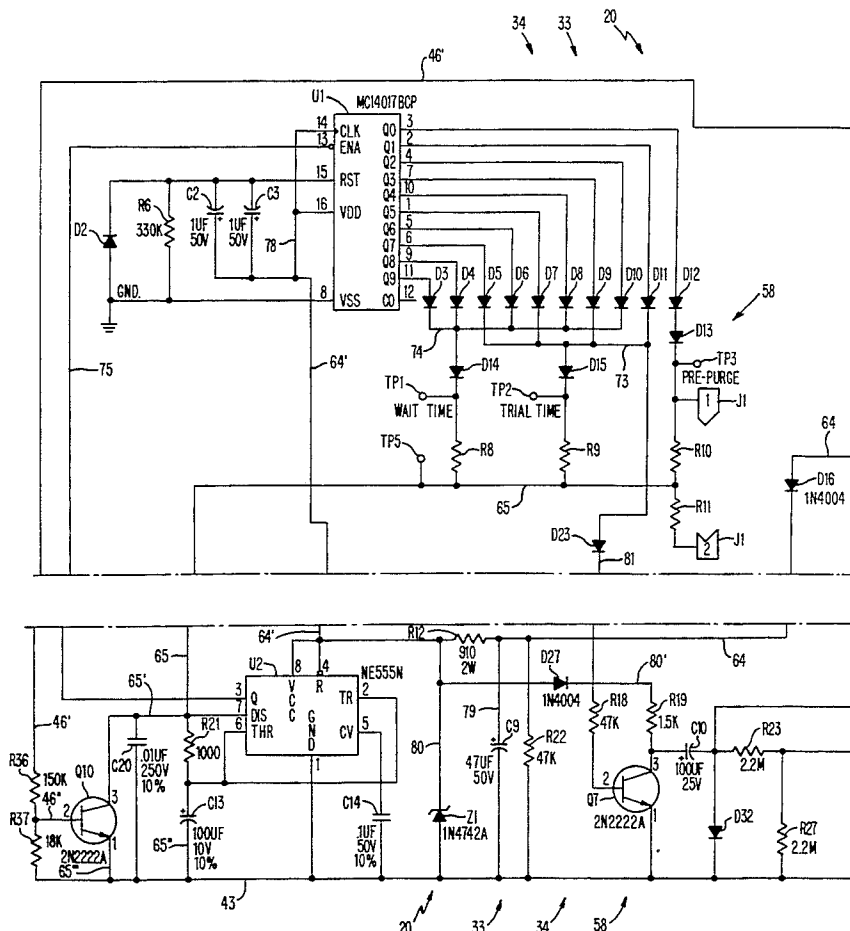 34 33 20
46'
U1 MC14017BCP
14 CLK Q0 3
13 ENA Q1 2
Q2 4
15 RST Q3 7
Q4 10
16 VDD Q5 1
Q6 5
Q7 6
Q8 9
Q9 11
8 VSS CO 12
R6
330K
C2
1UF
50V
C3
1UF
50V
D2
78
GND.
D3 D4 D5 D6 D7 D8 D9 D10 D11 D12
58
D13
74
73
75
64'
D14
D15
TP3
PRE-PURGE
TP1
WAIT TIME
TP2
TRIAL TIME
1 J1
TP5
R8
R9
R10
64
D16
1N4004
65
R11
D23
81
2 J1
64'
R12
910
2W
64
65
U2
NE555N
8 4
VCC R
3 Q TR 2
7 DIS
6 THR CV 5
GND
1
65'
46'
D27
1N4004
80'
R18
47K
R19
1.5K
79
80
C9
47UF
50V
R22
47K
C10
100UF
25V
R23
2.2M
R36
150K
46"
R37
18K
Q10
2
3
1
2N2222A
65"'
C20
.01UF
250V
10%
R21
1000
C13
100UF
10V
10%
65"
C14
.1UF
50V
10%
Z1
1N4742A
Q7
2
3
1
2N2222A
D32
R27
2.2M
43
20 33 34 58